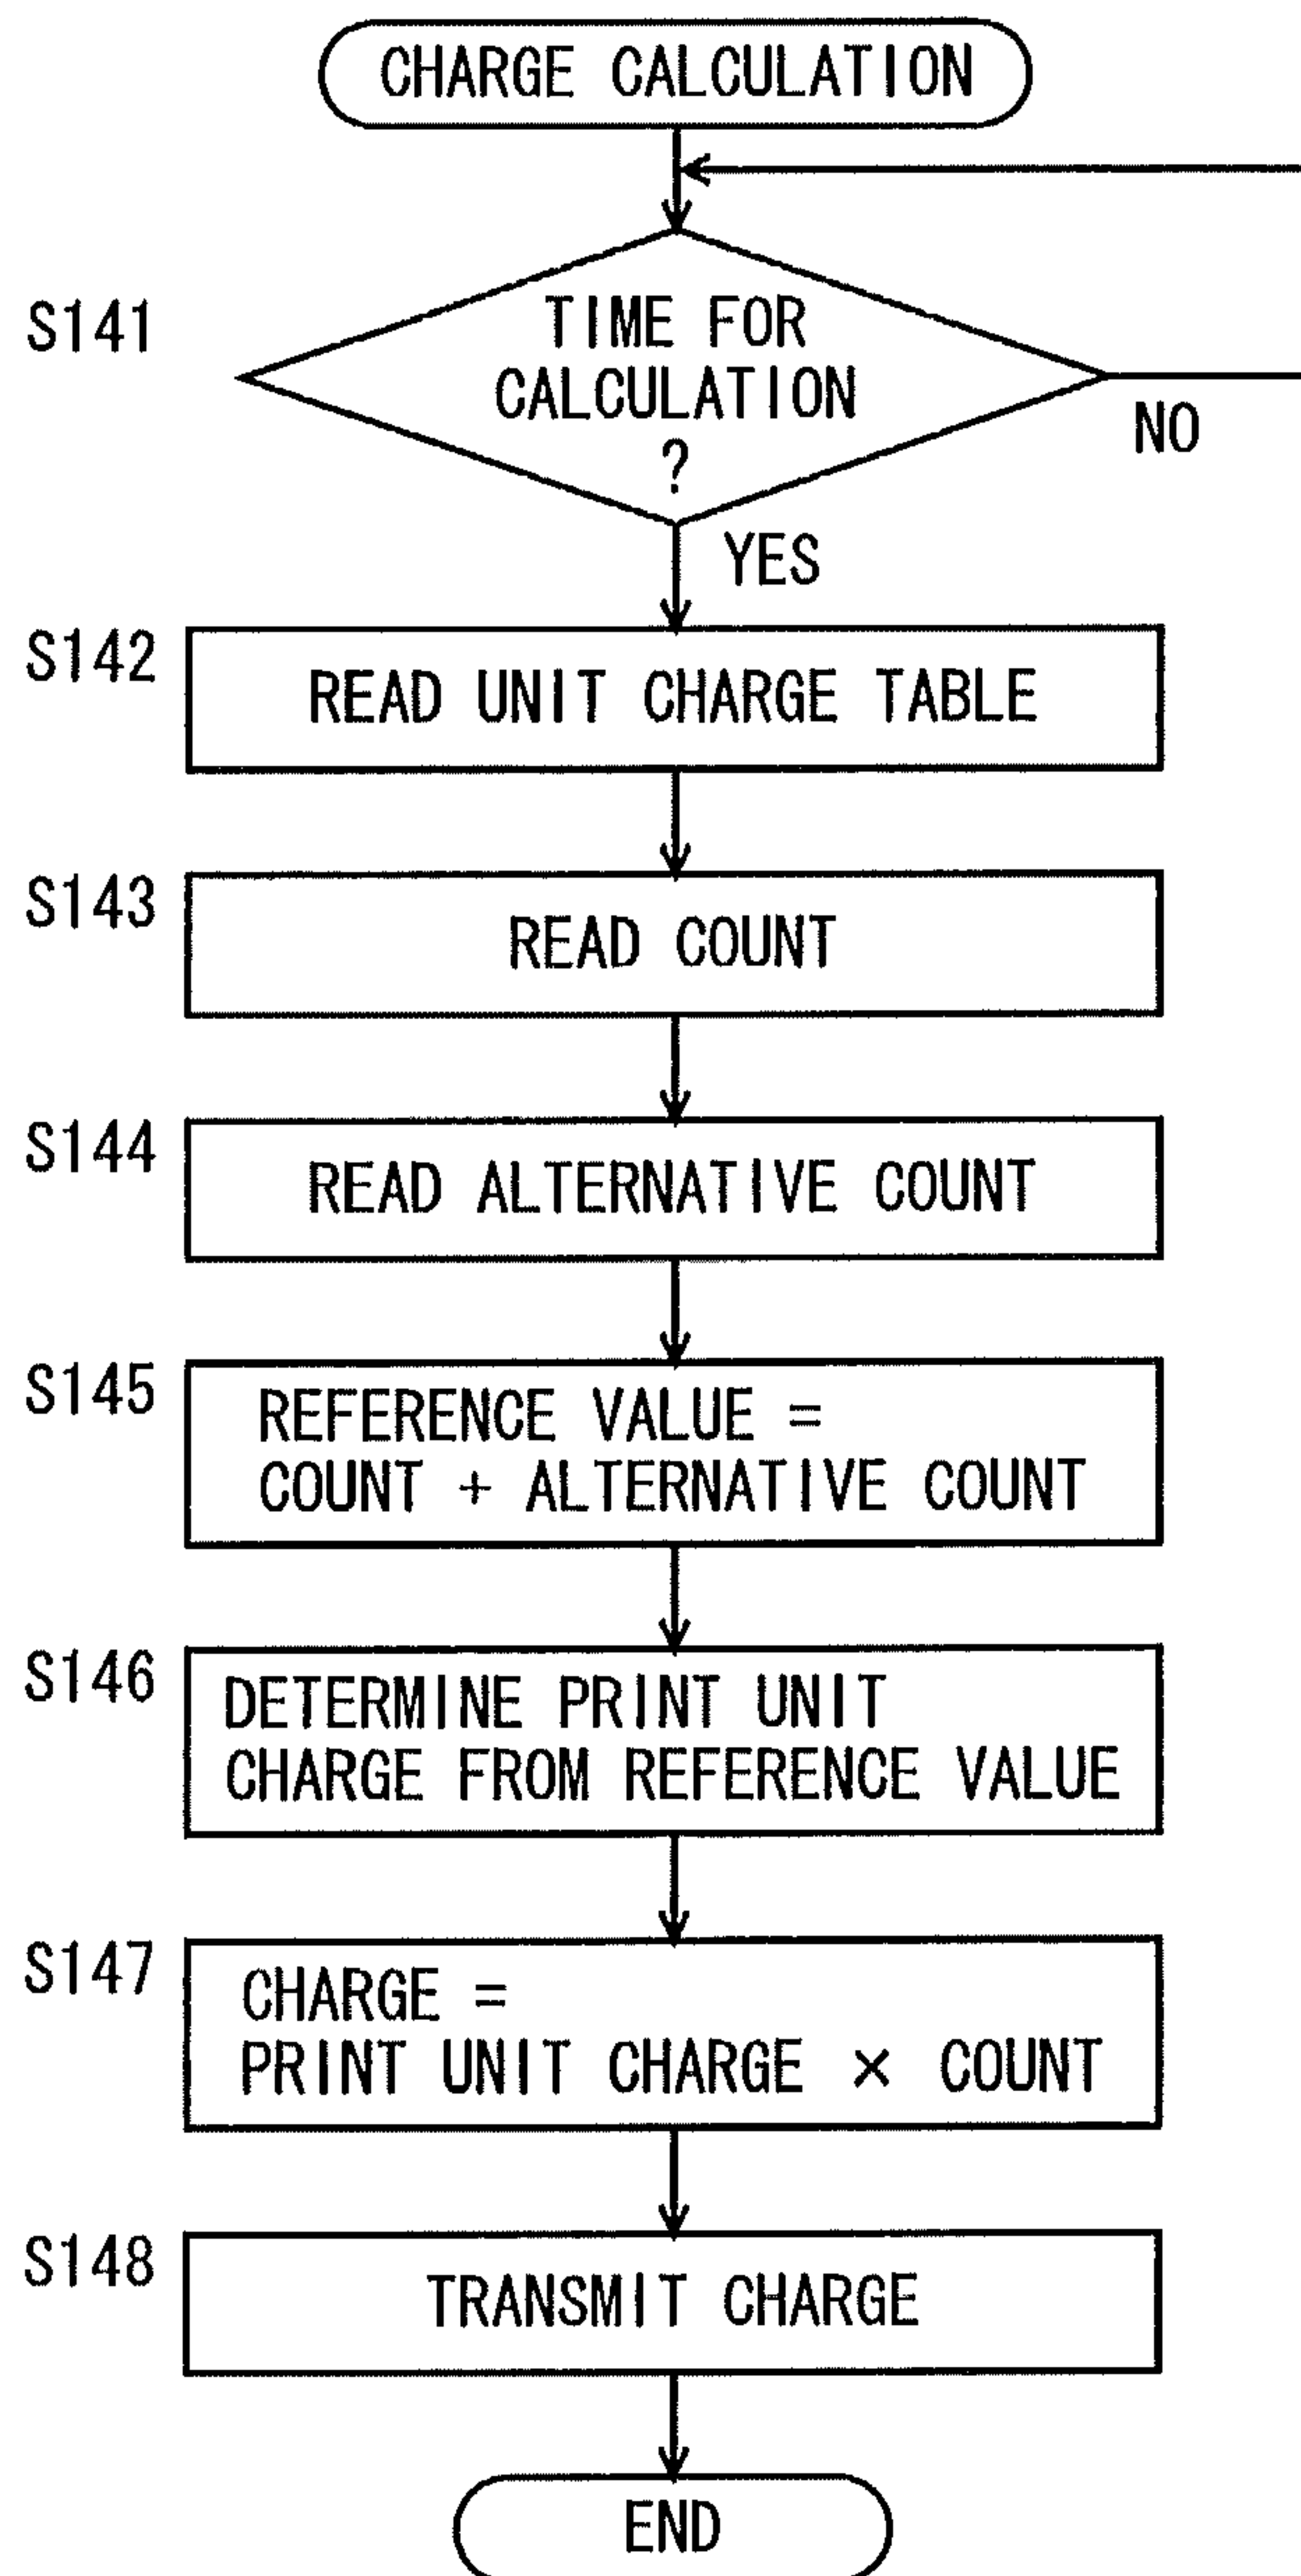 CHARGE CALCULATION
S141
TIME FOR
CALCULATION
?
NO
YES
S142
READ UNIT CHARGE TABLE
S143
READ COUNT
S144
READ ALTERNATIVE COUNT
S145
REFERENCE VALUE =
COUNT + ALTERNATIVE COUNT
S146
DETERMINE PRINT UNIT
CHARGE FROM REFERENCE VALUE
S147
CHARGE =
PRINT UNIT CHARGE × COUNT
S148
TRANSMIT CHARGE
END